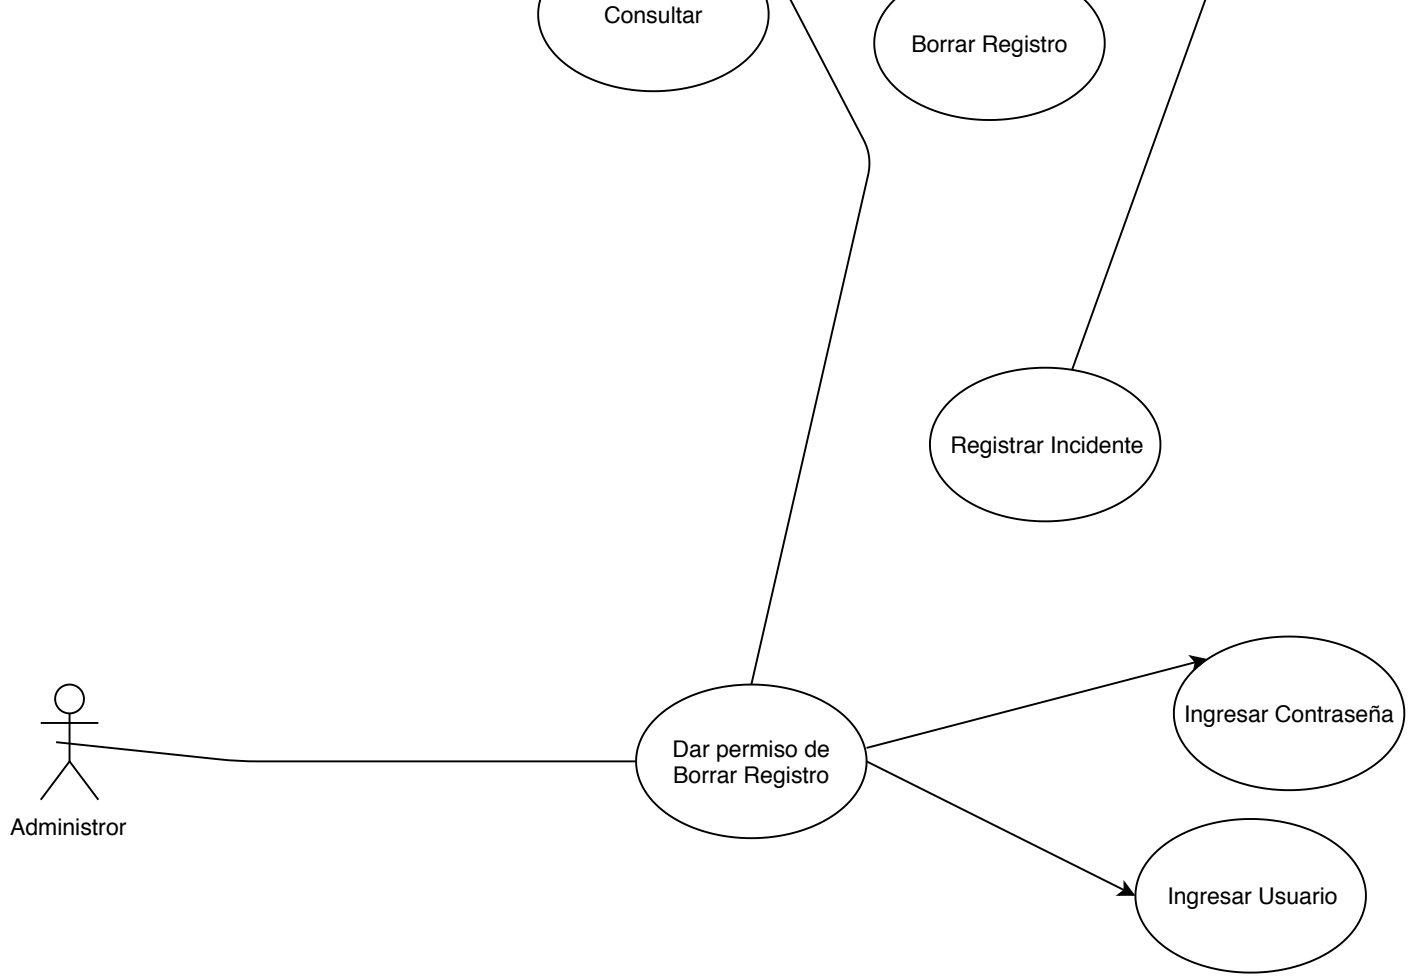 Consultar
Borrar Registro
Registrar Incidente
Ingresar Contraseña
Dar permiso de
Borrar Registro
Administror
Ingresar Usuario